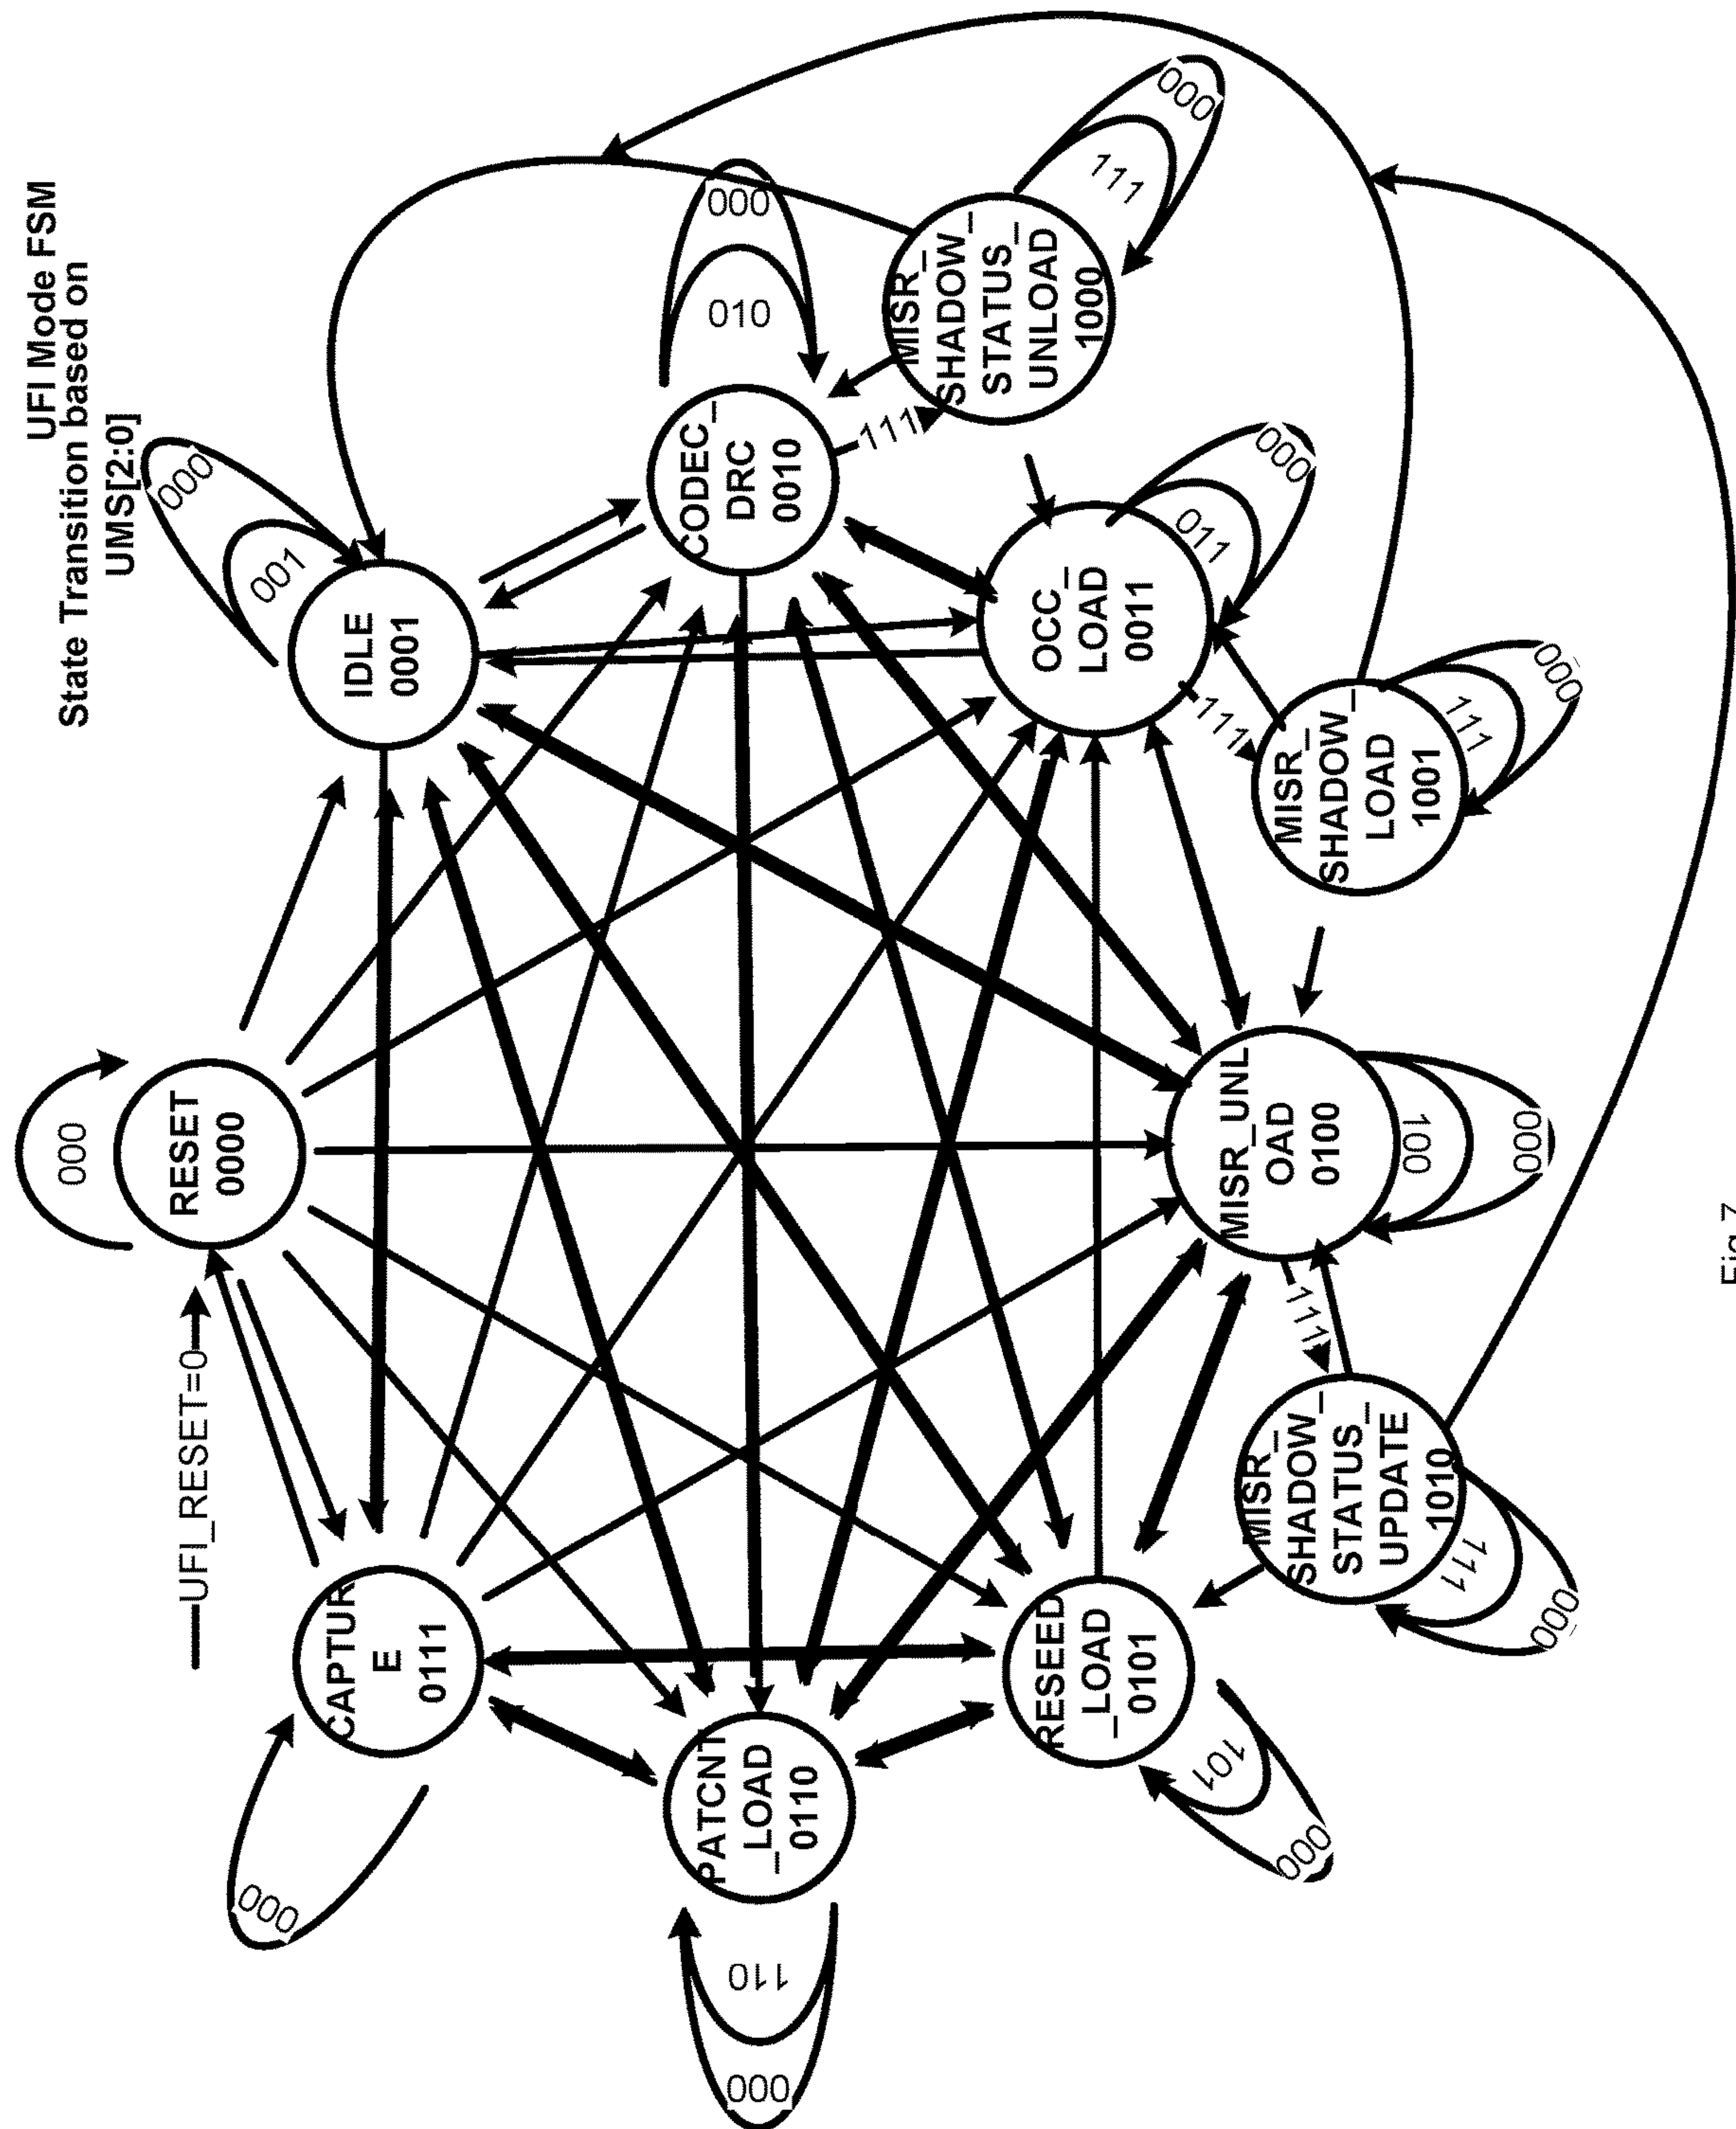 UFI Mode FSM
State Transition based on
UMS[2:0]
UFI_RESET=0
000
RESET
0000
000
001
IDLE
0001
000
010
CODEC_
DRC
0010
111
000
111
MISR_
SHADOW_
STATUS_
UNLOAD
1000
000
011
OCC_
LOAD
0011
111
000
111
MISR_
SHADOW_
LOAD
1001
MISR_UNL
OAD
0100
100
000
111
MISR_
SHADOW_
STATUS_
UPDATE
1010
111
000
RESEED
_LOAD
0101
101
000
PATCNT
_LOAD
0110
110
000
CAPTUR
E
0111
000
Fig 7